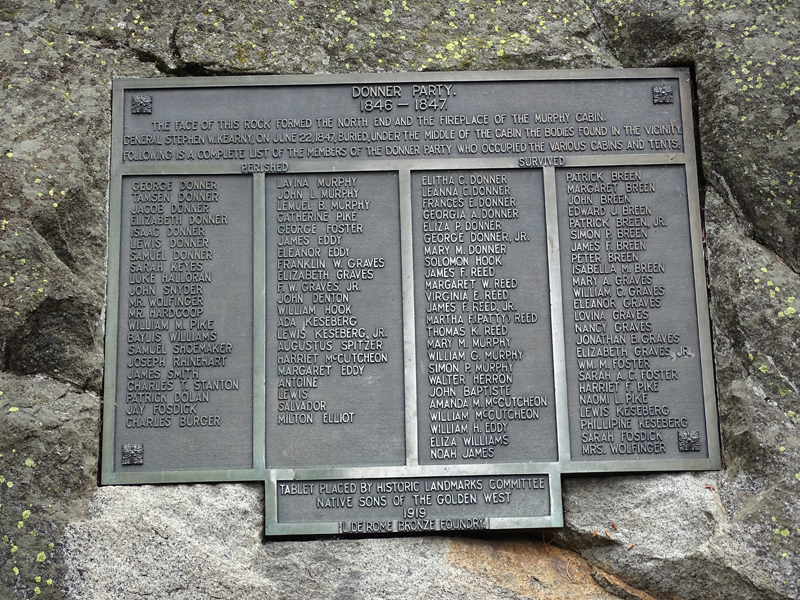 DONNER PARTY.
1846 – 1847.
THE FACE OF THIS ROCK FORMED THE NORTH END AND THE FIREPLACE OF THE MURPHY CABIN.
GENERAL STEPHEN W. KEARNY, ON JUNE 22, 1847, BURIED, UNDER THE MIDDLE OF THE CABIN THE BODIES FOUND IN THE VICINITY.
FOLLOWING IS A COMPLETE LIST OF THE MEMBERS OF THE DONNER PARTY WHO OCCUPIED THE VARIOUS CABINS AND TENTS:
PERISHED
GEORGE DONNER
TAMSEN DONNER
JACOB DONNER
ELIZABETH DONNER
ISAAC DONNER
LEWIS DONNER
SAMUEL DONNER
SARAH KEYES
LUKE HALLORAN
JOHN SNYDER
MR. WOLFINGER
MR. HARDCOOP
WILLIAM M. PIKE
BAYLIS WILLIAMS
SAMUEL SHOEMAKER
JOSEPH RHINEHART
JAMES SMITH
CHARLES T. STANTON
PATRICK DOLAN
JAY FOSDICK
CHARLES BURGER
LAVINA MURPHY
JOHN L. MURPHY
LEMUEL B. MURPHY
CATHERINE PIKE
GEORGE FOSTER
JAMES EDDY
ELEANOR EDDY
FRANKLIN W. GRAVES
ELIZABETH GRAVES
F. W. GRAVES, JR.
JOHN DENTON
WILLIAM HOOK
ADA KESEBERG
LEWIS KESEBERG, JR.
AUGUSTUS SPITZER
HARRIET McCUTCHEON
MARGARET EDDY
ANTOINE
LEWIS
SALVADOR
MILTON ELLIOT
SURVIVED
ELITHA C. DONNER
LEANNA C. DONNER
FRANCES E. DONNER
GEORGIA A. DONNER
ELIZA P. DONNER
GEORGE DONNER, JR.
MARY M. DONNER
SOLOMON HOOK
JAMES F. REED
MARGARET W. REED
VIRGINIA E. REED
JAMES F. REED, JR.
MARTHA F. (PATTY) REED
THOMAS K. REED
MARY M. MURPHY
WILLIAM G. MURPHY
SIMON P. MURPHY
WALTER HERRON
JOHN BAPTISTE
AMANDA M. McCUTCHEON
WILLIAM McCUTCHEON
WILLIAM H. EDDY
ELIZA WILLIAMS
NOAH JAMES
PATRICK BREEN
MARGARET BREEN
JOHN BREEN
EDWARD J. BREEN
PATRICK BREEN, JR.
SIMON P. BREEN
JAMES F. BREEN
PETER BREEN
ISABELLA M. BREEN
MARY A. GRAVES
WILLIAM C. GRAVES
ELEANOR GRAVES
LOVINA GRAVES
NANCY GRAVES
JONATHAN B. GRAVES
ELIZABETH GRAVES, JR.
WM. M. FOSTER
SARAH A. C. FOSTER
HARRIET F. PIKE
NAOMI L. PIKE
LEWIS KESEBERG
PHILLIPINE KESEBERG
SARAH FOSDICK
MRS. WOLFINGER
TABLET PLACED BY HISTORIC LANDMARKS COMMITTEE
NATIVE SONS OF THE GOLDEN WEST
1919
L. DE ROME BRONZE FOUNDRY